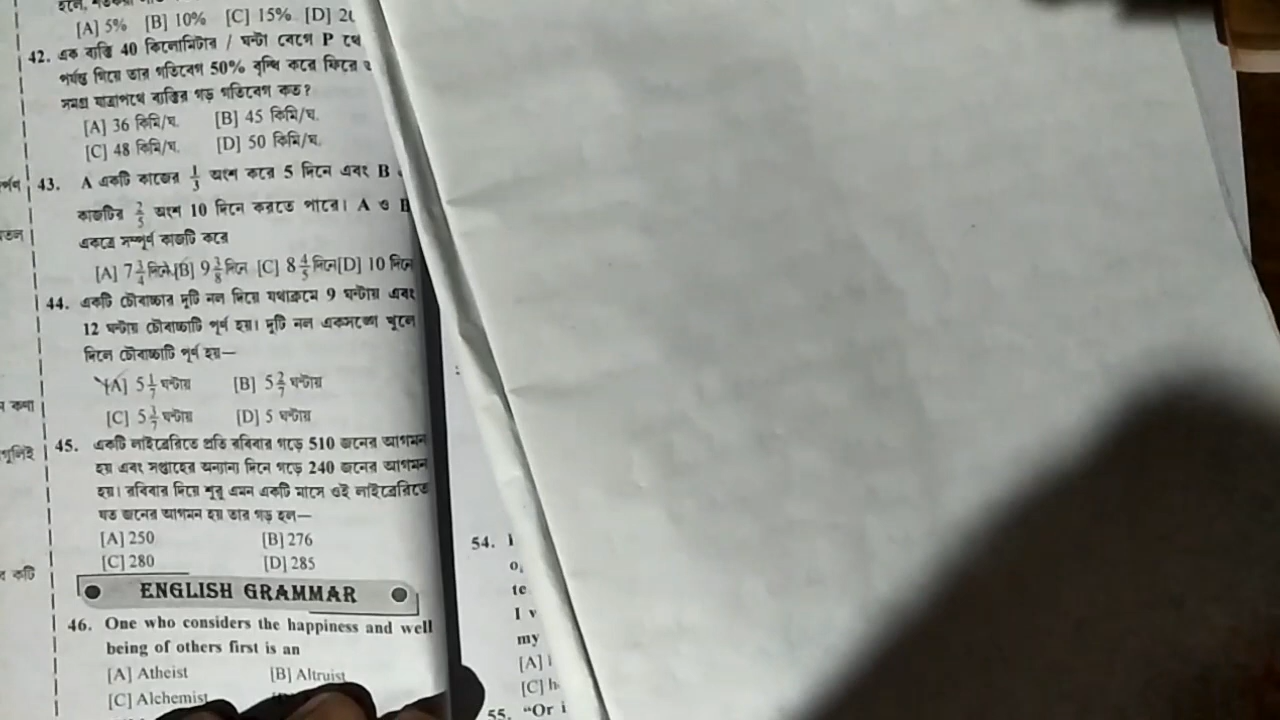 [A] 5% [B] 10% [C] 15% [D]
42. এক ব্যক্তি 40 কিলোমিটার / ঘন্টা বেগে P থে
পর্যন্ত গিয়ে তার গতিবেগ 50% বৃদ্ধি করে ফিরে
সমগ্র যাত্রাপথে ব্যক্তির গড় গতিবেগ কত?
[A] 36 কিমি/ঘ. [B] 45 কিমি/ঘ.
[C] 48 কিমি/ঘ. [D] 50 কিমি/ঘ.
43. A একটি কাজের 1/3 অংশ করে 5 দিনে এবং B
কাজটির 2/5 অংশ 10 দিনে করতে পারে। A ও B
একত্রে সম্পূর্ণ কাজটি করে
[A] 7 3/4 দিনে [B] 9 3/8 দিনে [C] 8 4/5 দিনে [D] 10 দিনে
44. একটি চৌবাচ্চার দুটি নল দিয়ে যথাক্রমে 9 ঘন্টায় এবং
12 ঘন্টায় চৌবাচ্চাটি পূর্ণ হয়। দুটি নল একসঙ্গে খুলে
দিলে চৌবাচ্চাটি পূর্ণ হয়—
[A] 5 1/7 ঘন্টায় [B] 5 2/7 ঘন্টায়
[C] 5 3/7 ঘন্টায় [D] 5 ঘন্টায়
45. একটি লাইব্রেরিতে প্রতি রবিবার গড়ে 510 জনের আগমন
হয় এবং সপ্তাহের অন্যান্য দিনে গড়ে 240 জনের আগমন
হয়। রবিবার দিয়ে শুরু এমন একটি মাসে ওই লাইব্রেরিতে
যত জনের আগমন হয় তার গড় হল—
[A] 250 [B] 276
[C] 280 [D] 285
ENGLISH GRAMMAR
46. One who considers the happiness and well
being of others first is an
[A] Atheist [B] Altruist
[C] Alchemist
54.
te
I v
my
[A]
[C] h
55. "Or i